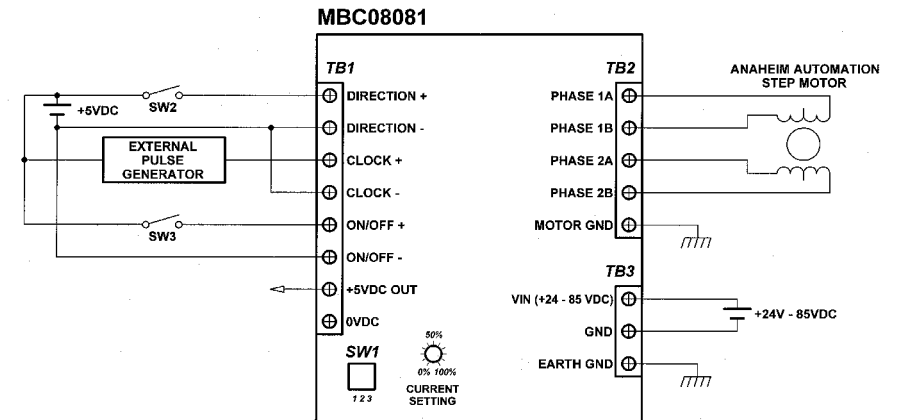 MBC08081
TB1
DIRECTION +
DIRECTION -
CLOCK +
CLOCK -
ON/OFF +
ON/OFF -
+5VDC OUT
0VDC
SW2
+5VDC
EXTERNAL
PULSE
GENERATOR
SW3
SW1
1 2 3
50%
0% 100%
CURRENT
SETTING
TB2
PHASE 1A
PHASE 1B
PHASE 2A
PHASE 2B
MOTOR GND
ANAHEIM AUTOMATION
STEP MOTOR
TB3
VIN (+24 - 85 VDC)
GND
EARTH GND
+24V - 85VDC